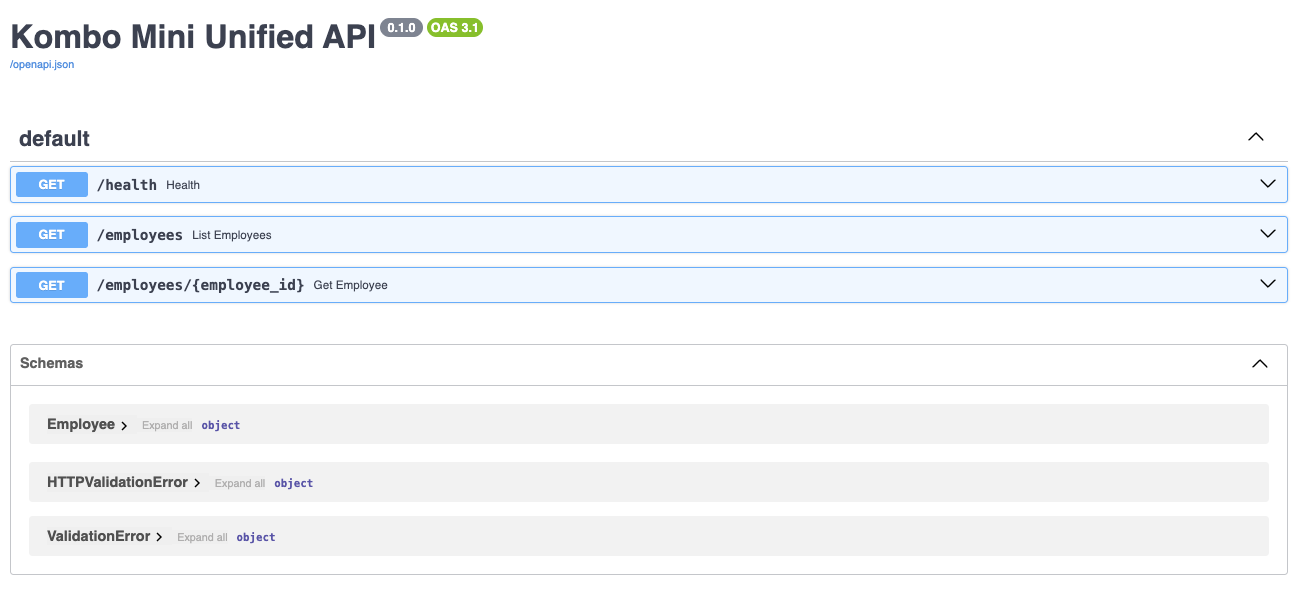 Kombo Mini Unified API 0.1.0 OAS 3.1
/openapi.json
default
GET /health Health
GET /employees List Employees
GET /employees/{employee_id} Get Employee
Schemas
Employee Expand all object
HTTPValidationError Expand all object
ValidationError Expand all object